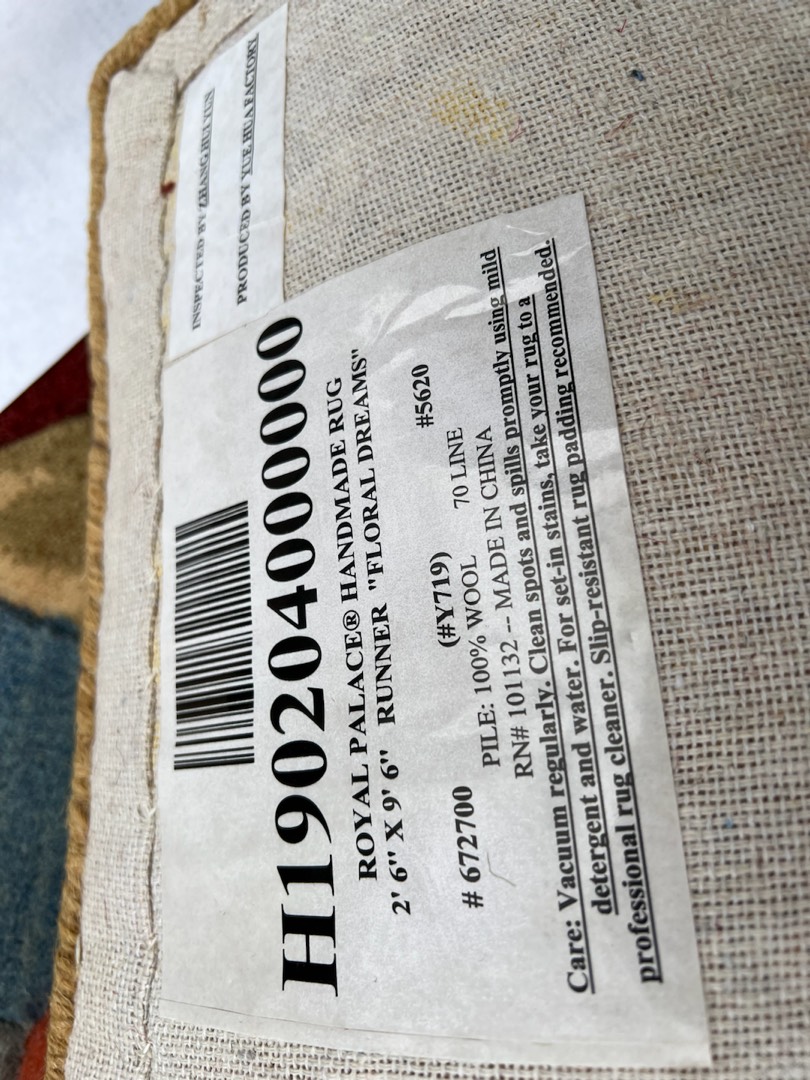 INSPECTED BY ZHANG HUI YUN
PRODUCED BY YUE HUA FACTORY
H1902040000000
ROYAL PALACE® HANDMADE RUG
2' 6" X 9' 6" RUNNER "FLORAL DREAMS"
#5620
(#Y719)
# 672700 PILE: 100% WOOL 70 LINE
RN# 101132 -- MADE IN CHINA
Care: Vacuum regularly. Clean spots and spills promptly using mild
detergent and water. For set-in stains, take your rug to a
professional rug cleaner. Slip-resistant rug padding recommended.